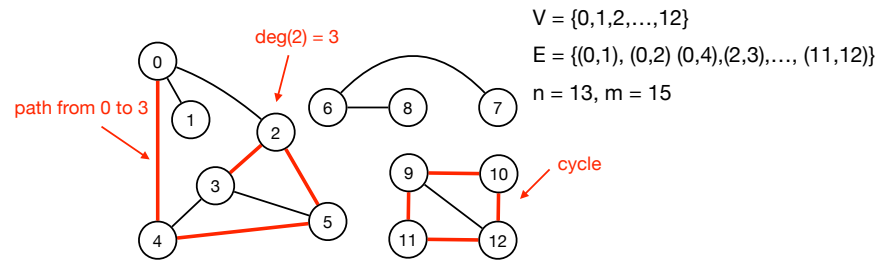 deg(2) = 3
V = {0,1,2,...,12}
E = {(0,1), (0,2) (0,4),(2,3),..., (11,12)}
n = 13, m = 15
path from 0 to 3
0
1
2
3
4
5
6
8
7
cycle
9
10
11
12